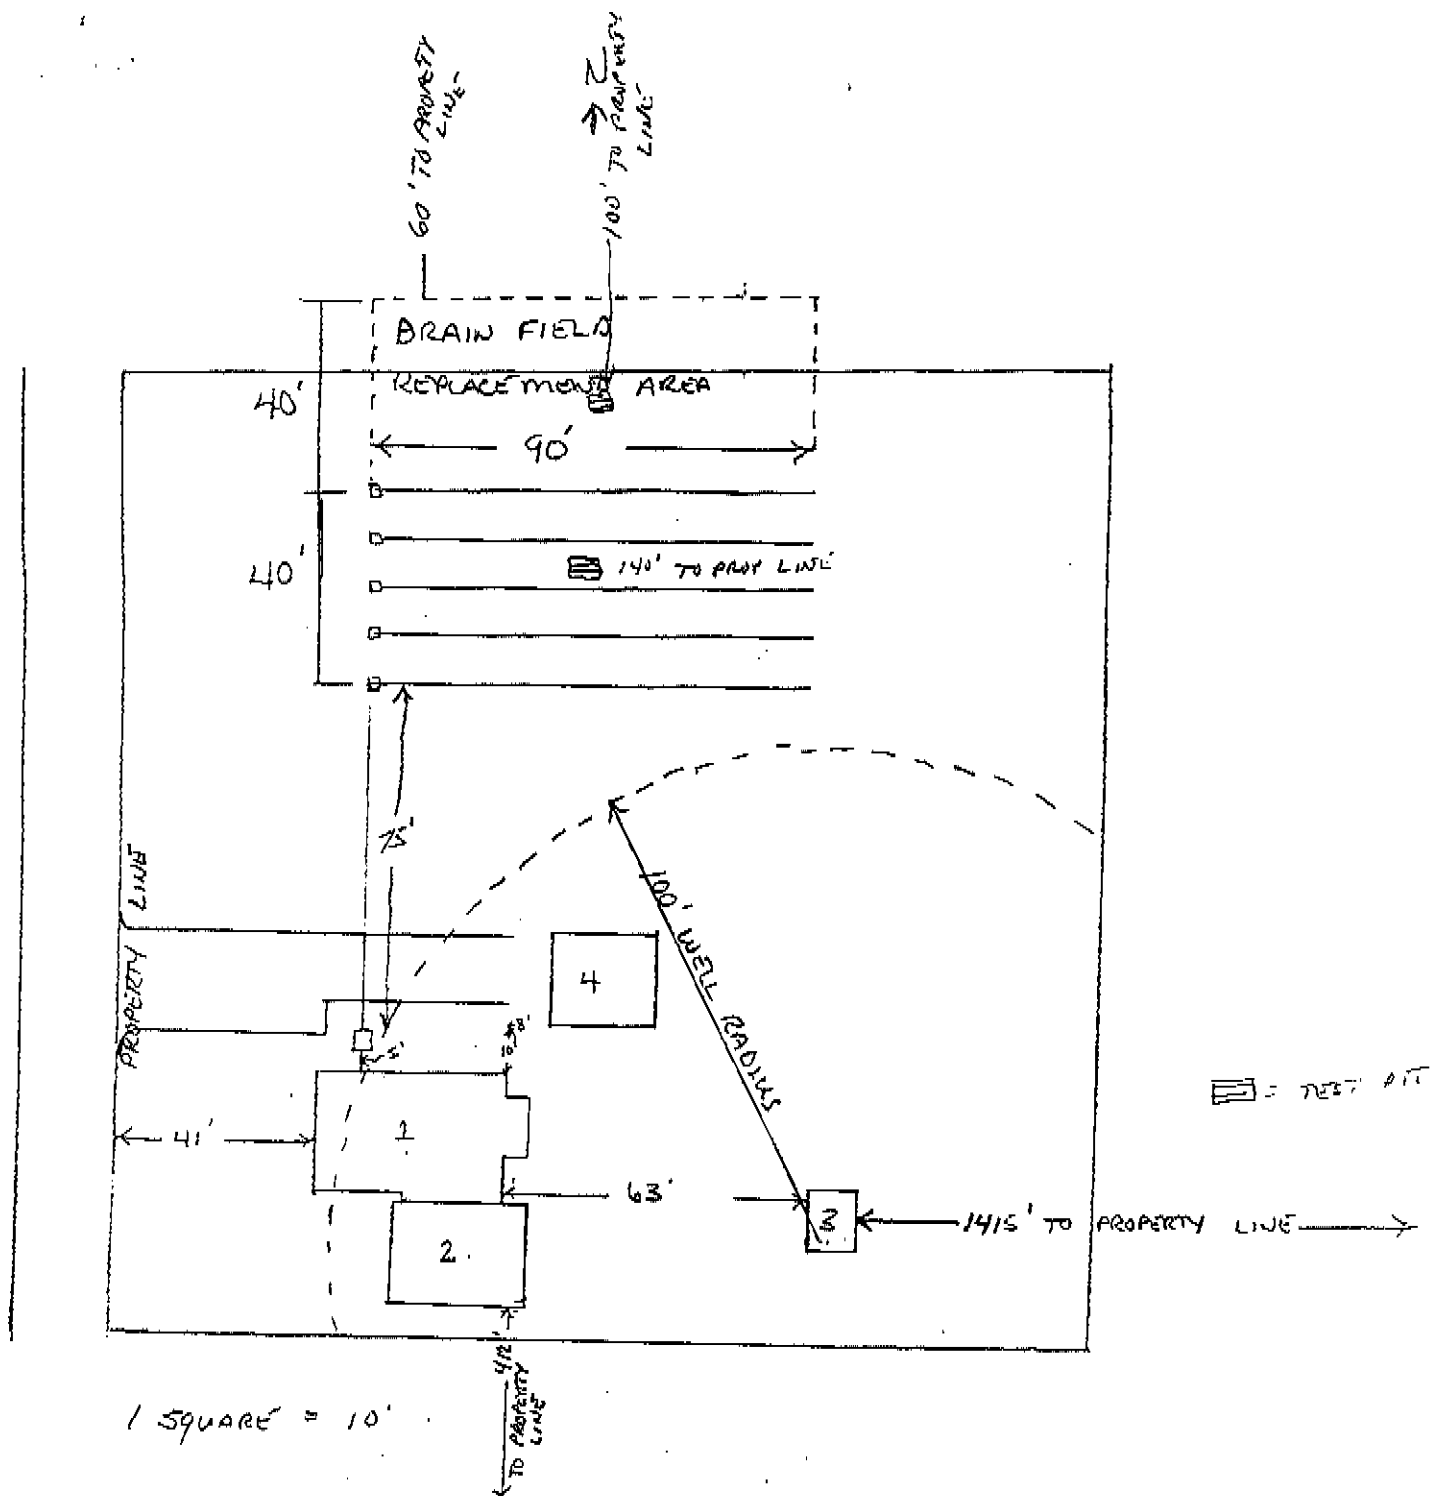 60' TO PROPERTY
LINE
N
100' TO PROPERTY
LINE
BRAIN FIELD
REPLACEMENT AREA
40'
90'
40'
140' TO PROP LINE
75'
PROPERTY LINE
100' WELL RADIUS
4
5'
41'
1
63'
3
1415' TO PROPERTY LINE
= TEST PIT
2.
412'
TO PROPERTY
LINE
1 SQUARE = 10'